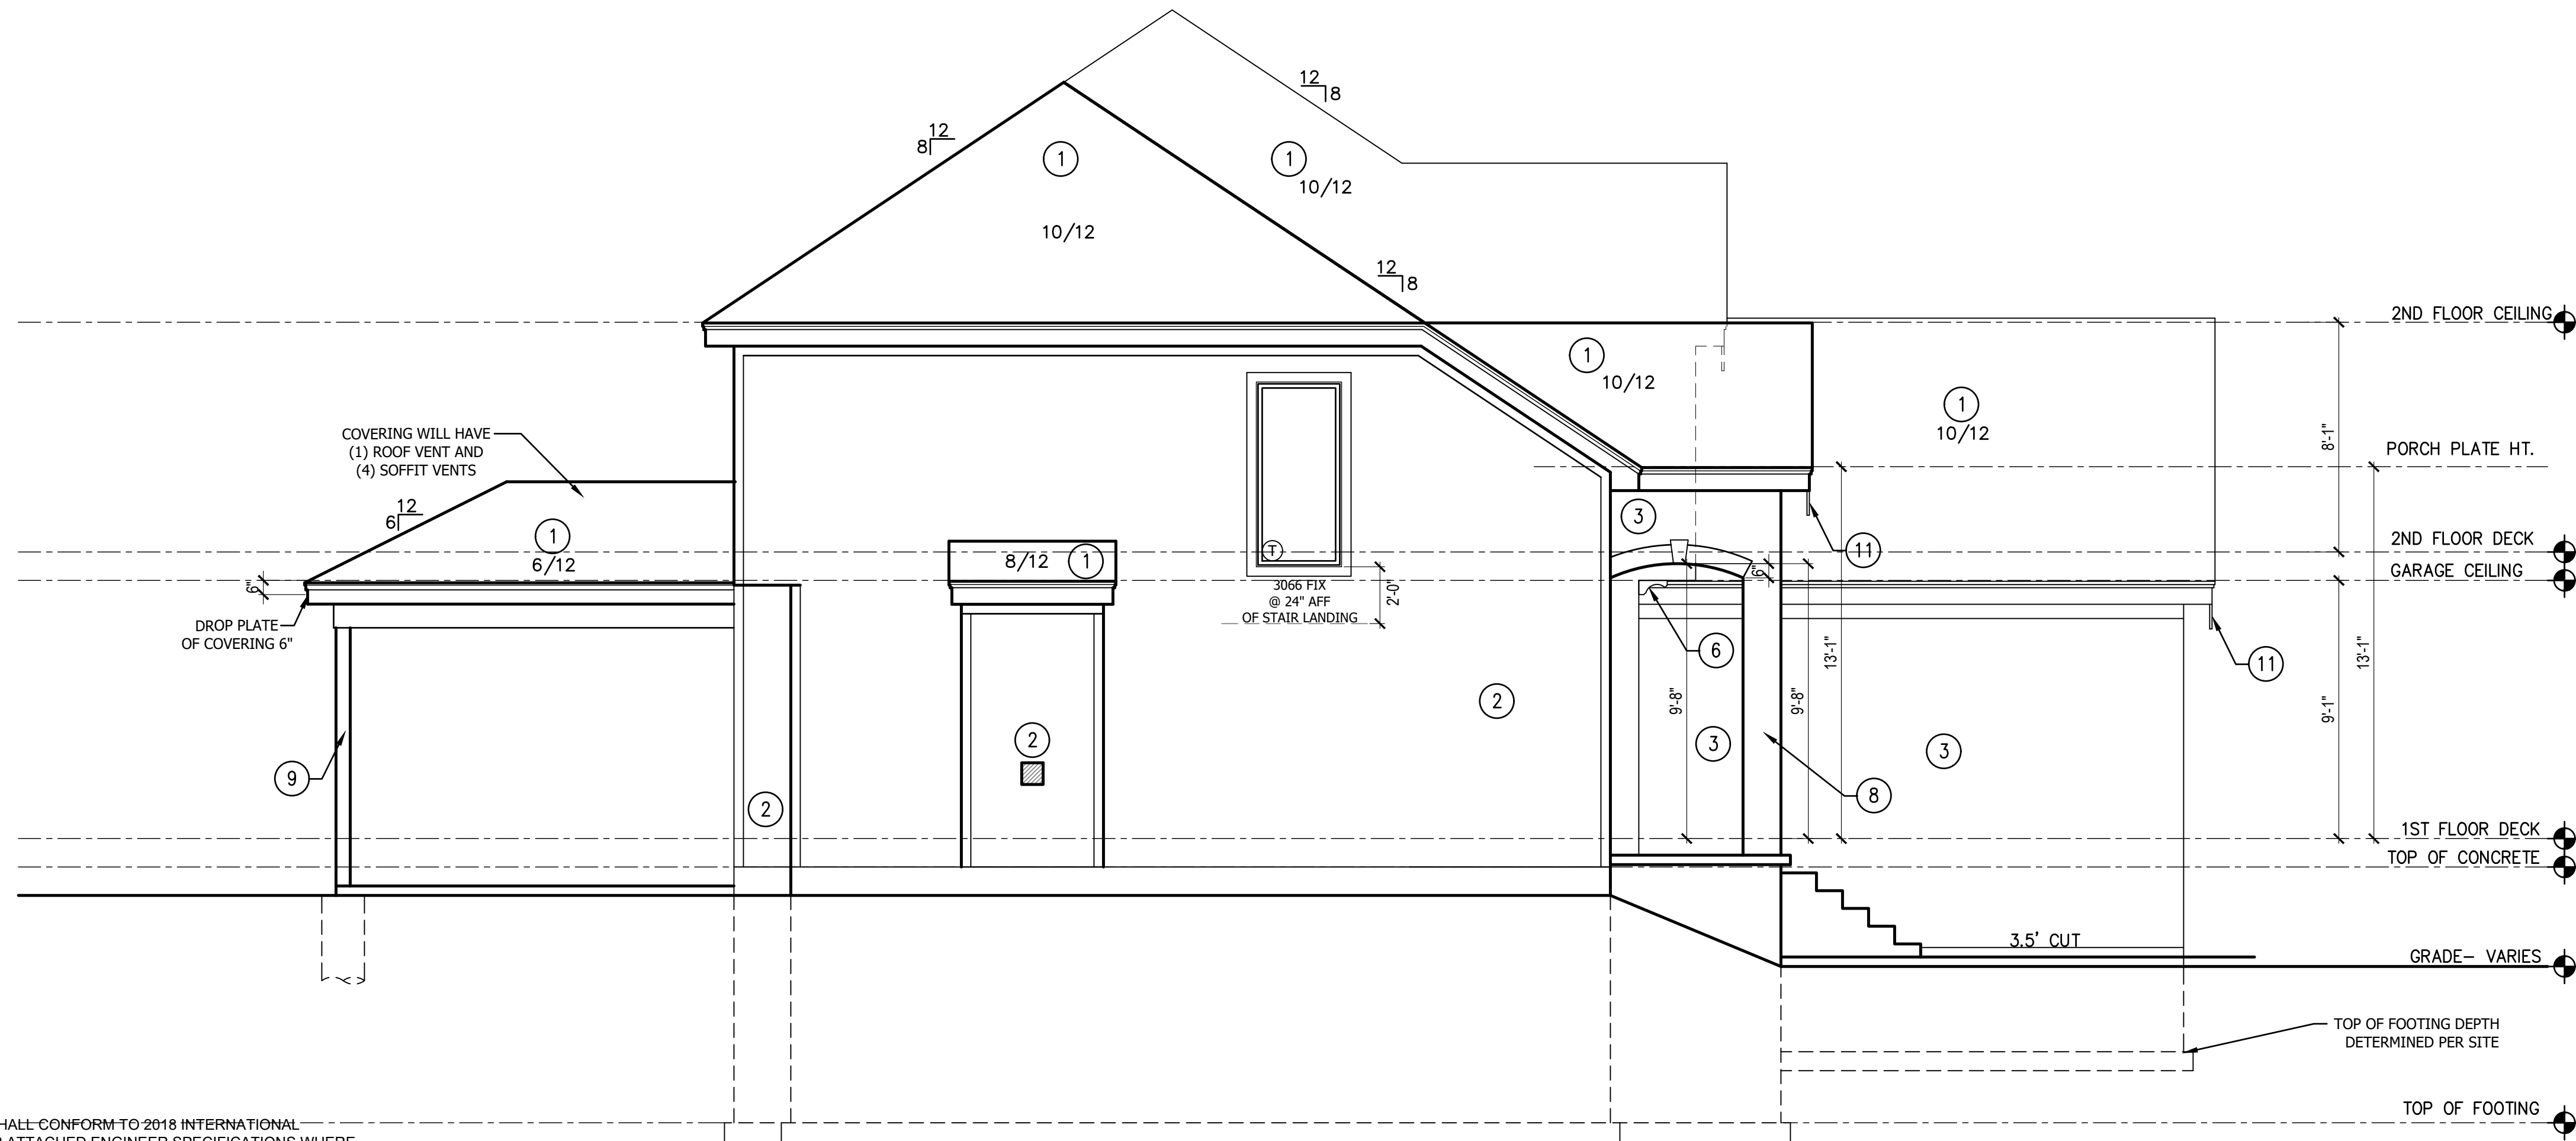 12
8
12
8
1
1
10/12
10/12
12
8
2ND FLOOR CEILING
1
10/12
1
10/12
8'-1"
COVERING WILL HAVE
(1) ROOF VENT AND
(4) SOFFIT VENTS
PORCH PLATE HT.
12
6
1
6/12
3
11
2ND FLOOR DECK
8/12
1
T
6"
GARAGE CEILING
6"
3066 FIX
@ 24" AFF
OF STAIR LANDING
2'-0"
DROP PLATE
OF COVERING 6"
6
13'-1"
13'-1"
11
2
9'-8"
9'-8"
9'-1"
2
3
3
9
8
2
1ST FLOOR DECK
TOP OF CONCRETE
3.5' CUT
GRADE- VARIES
TOP OF FOOTING DEPTH
DETERMINED PER SITE
TOP OF FOOTING
HALL CONFORM TO 2018 INTERNATIONAL
ATTACHED ENGINEER SPECIFICATIONS WHERE